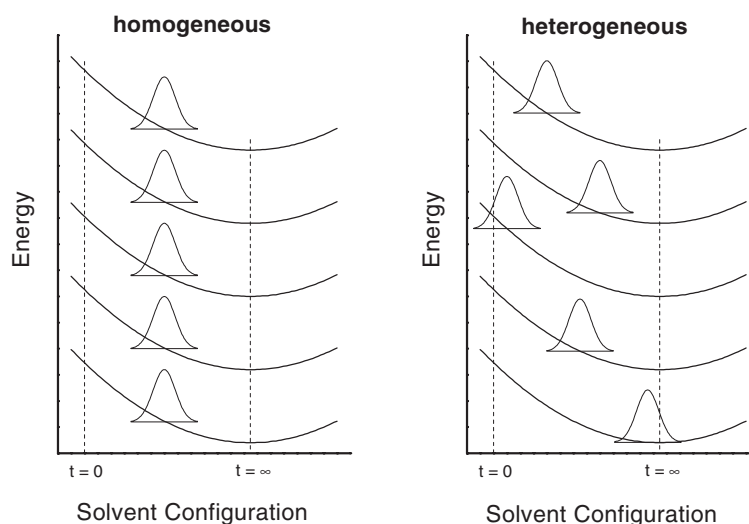 homogeneous
Energy
t = 0
t = ∞
Solvent Configuration
heterogeneous
Energy
t = 0
t = ∞
Solvent Configuration